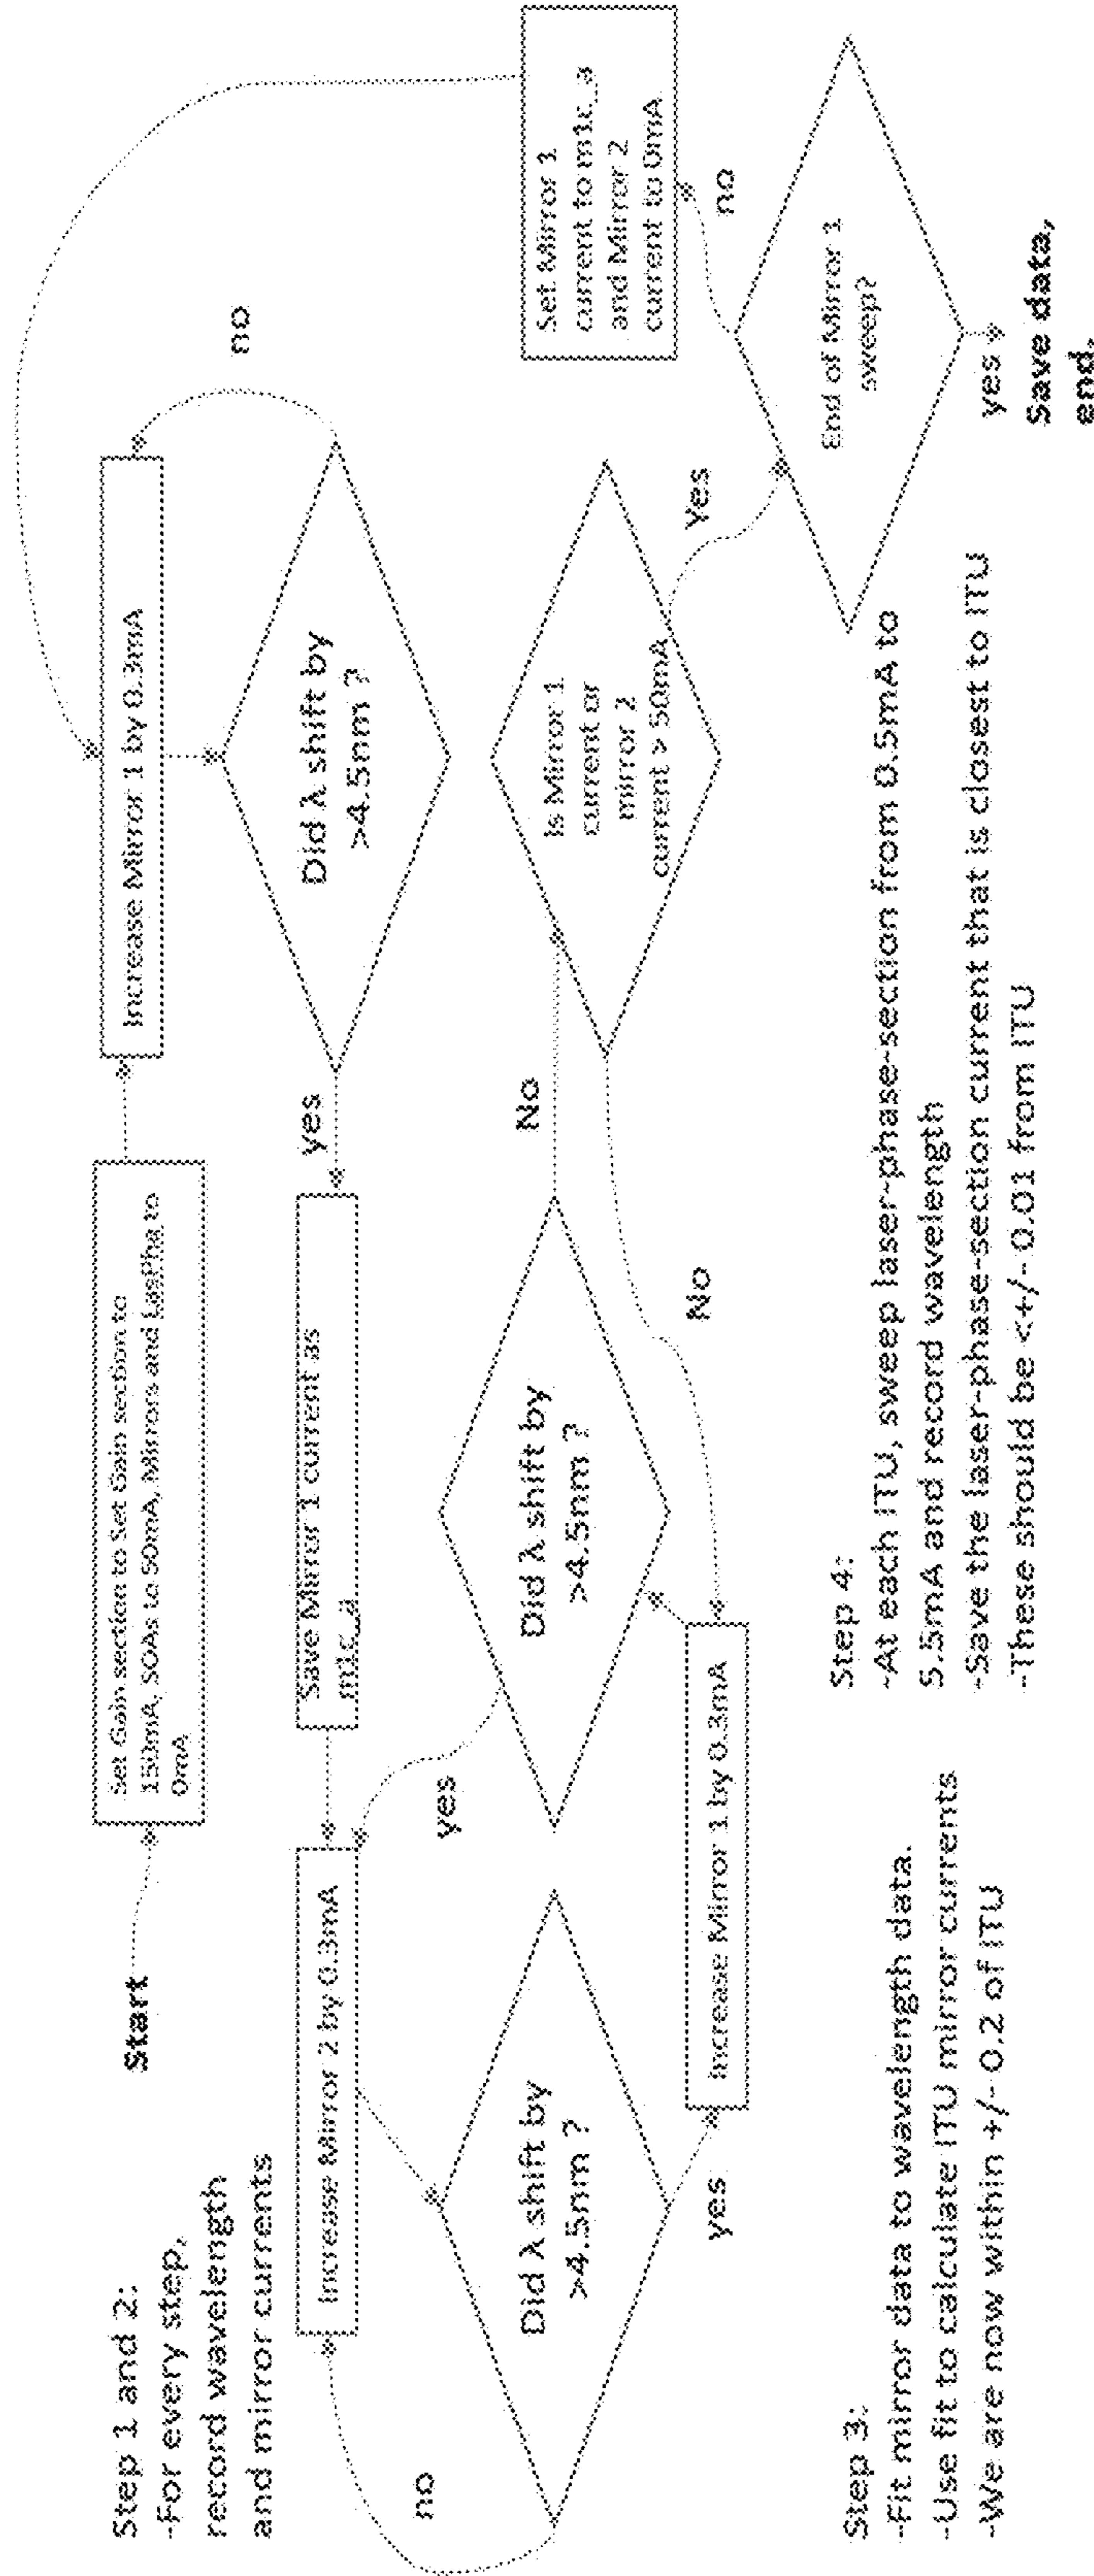 Step 1 and 2:
-For every step,
record wavelength
and mirror currents
Start
Set Gain section to Set Gain section to
150mA, SOAs to 50mA, Mirrors and LasPha to
0mA
Increase Mirror 1 by 0.3mA
no
Did λ shift by
>4.5nm ?
yes
Save Mirror 1 current as
m1c_a
Increase Mirror 2 by 0.3mA
no
Did λ shift by
>4.5nm ?
yes
Increase Mirror 1 by 0.3mA
Did λ shift by
>4.5nm ?
yes
No
Is Mirror 1
current or
mirror 2
current > 50mA
No
Yes
End of Mirror 1
sweep?
no
Set Mirror 1
current to m1c_a
and Mirror 2
current to 0mA
yes
Save data,
end.
Step 3:
-Fit mirror data to wavelength data.
-Use fit to calculate ITU mirror currents
-We are now within +/- 0.2 of ITU
Step 4:
-At each ITU, sweep laser-phase-section from 0.5mA to
5.5mA and record wavelength
-Save the laser-phase-section current that is closest to ITU
-These should be <+/- 0.01 from ITU